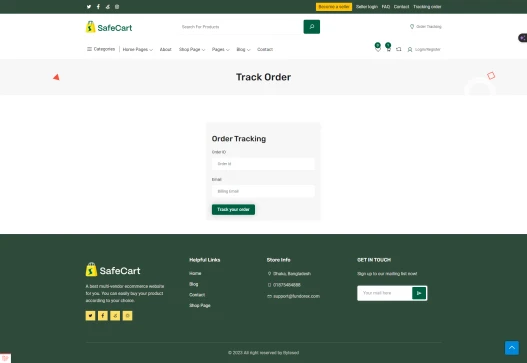 Become a seller Seller login FAQ Contact Tracking order
SafeCart
Search For Products
Order Tracking
Categories Home Pages About Shop Page Pages Blog Contact
0 0
Login/Register
Track Order
Order Tracking
Order ID
Order Id
Email
Billing Email
Track your order
SafeCart
A best multi-vendor ecommerce website
for you. You can easily buy your product
according to your choice.
Helpful Links
Home
Blog
Contact
Shop Page
Store Info
Dhaka, Bangladesh
support@fundorex.com
GET IN TOUCH
Sign up to our mailing list now!
Your mail here
© 2023 All right reserved by Bytesed